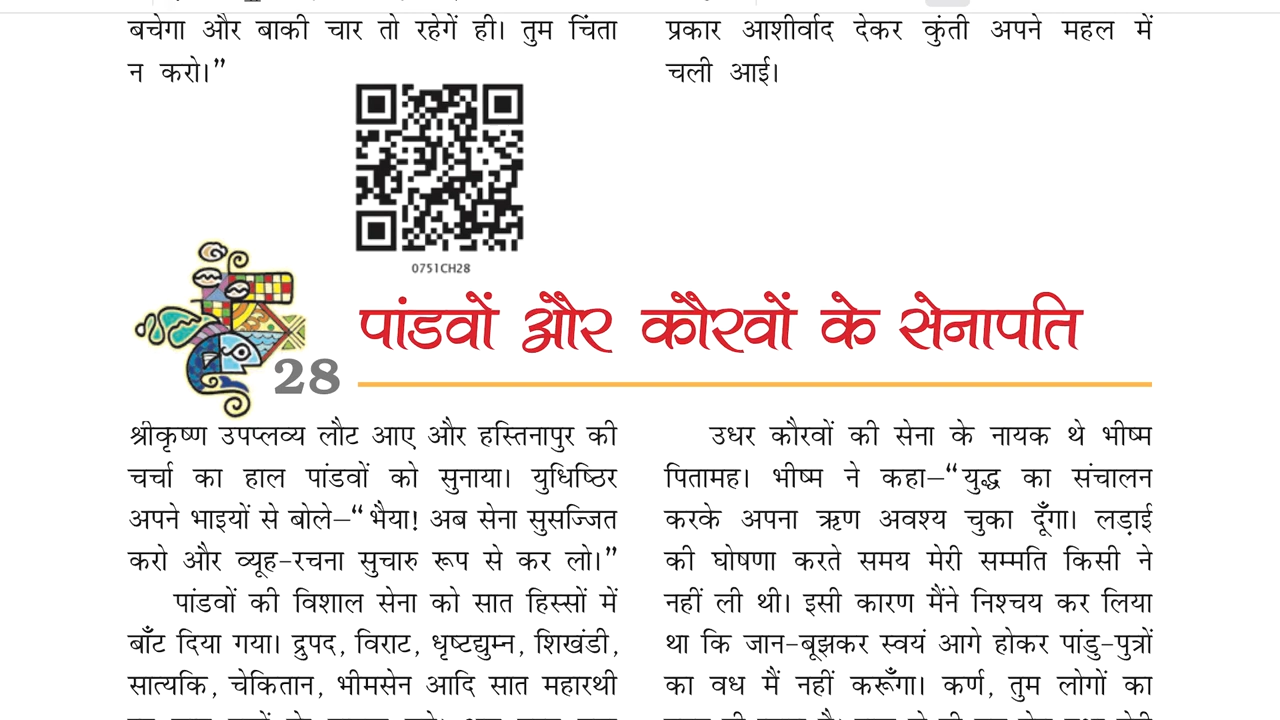 बचेगा और बाकी चार तो रहेगें ही। तुम चिंता
न करो।”
प्रकार आशीर्वाद देकर कुंती अपने महल में
चली आई।
0751CH28
28
पांडवों और कौरवों के सेनापति
श्रीकृष्ण उपप्लव्य लौट आए और हस्तिनापुर की
चर्चा का हाल पांडवों को सुनाया। युधिष्ठिर
अपने भाइयों से बोले—“भैया! अब सेना सुसज्जित
करो और व्यूह-रचना सुचारु रूप से कर लो।”
पांडवों की विशाल सेना को सात हिस्सों में
बाँट दिया गया। द्रुपद, विराट, धृष्टद्युम्न, शिखंडी,
सात्यकि, चेकितान, भीमसेन आदि सात महारथी
उधर कौरवों की सेना के नायक थे भीष्म
पितामह। भीष्म ने कहा—“युद्ध का संचालन
करके अपना ऋण अवश्य चुका दूँगा। लड़ाई
की घोषणा करते समय मेरी सम्मति किसी ने
नहीं ली थी। इसी कारण मैंने निश्चय कर लिया
था कि जान-बूझकर स्वयं आगे होकर पांडु-पुत्रों
का वध मैं नहीं करूँगा। कर्ण, तुम लोगों का